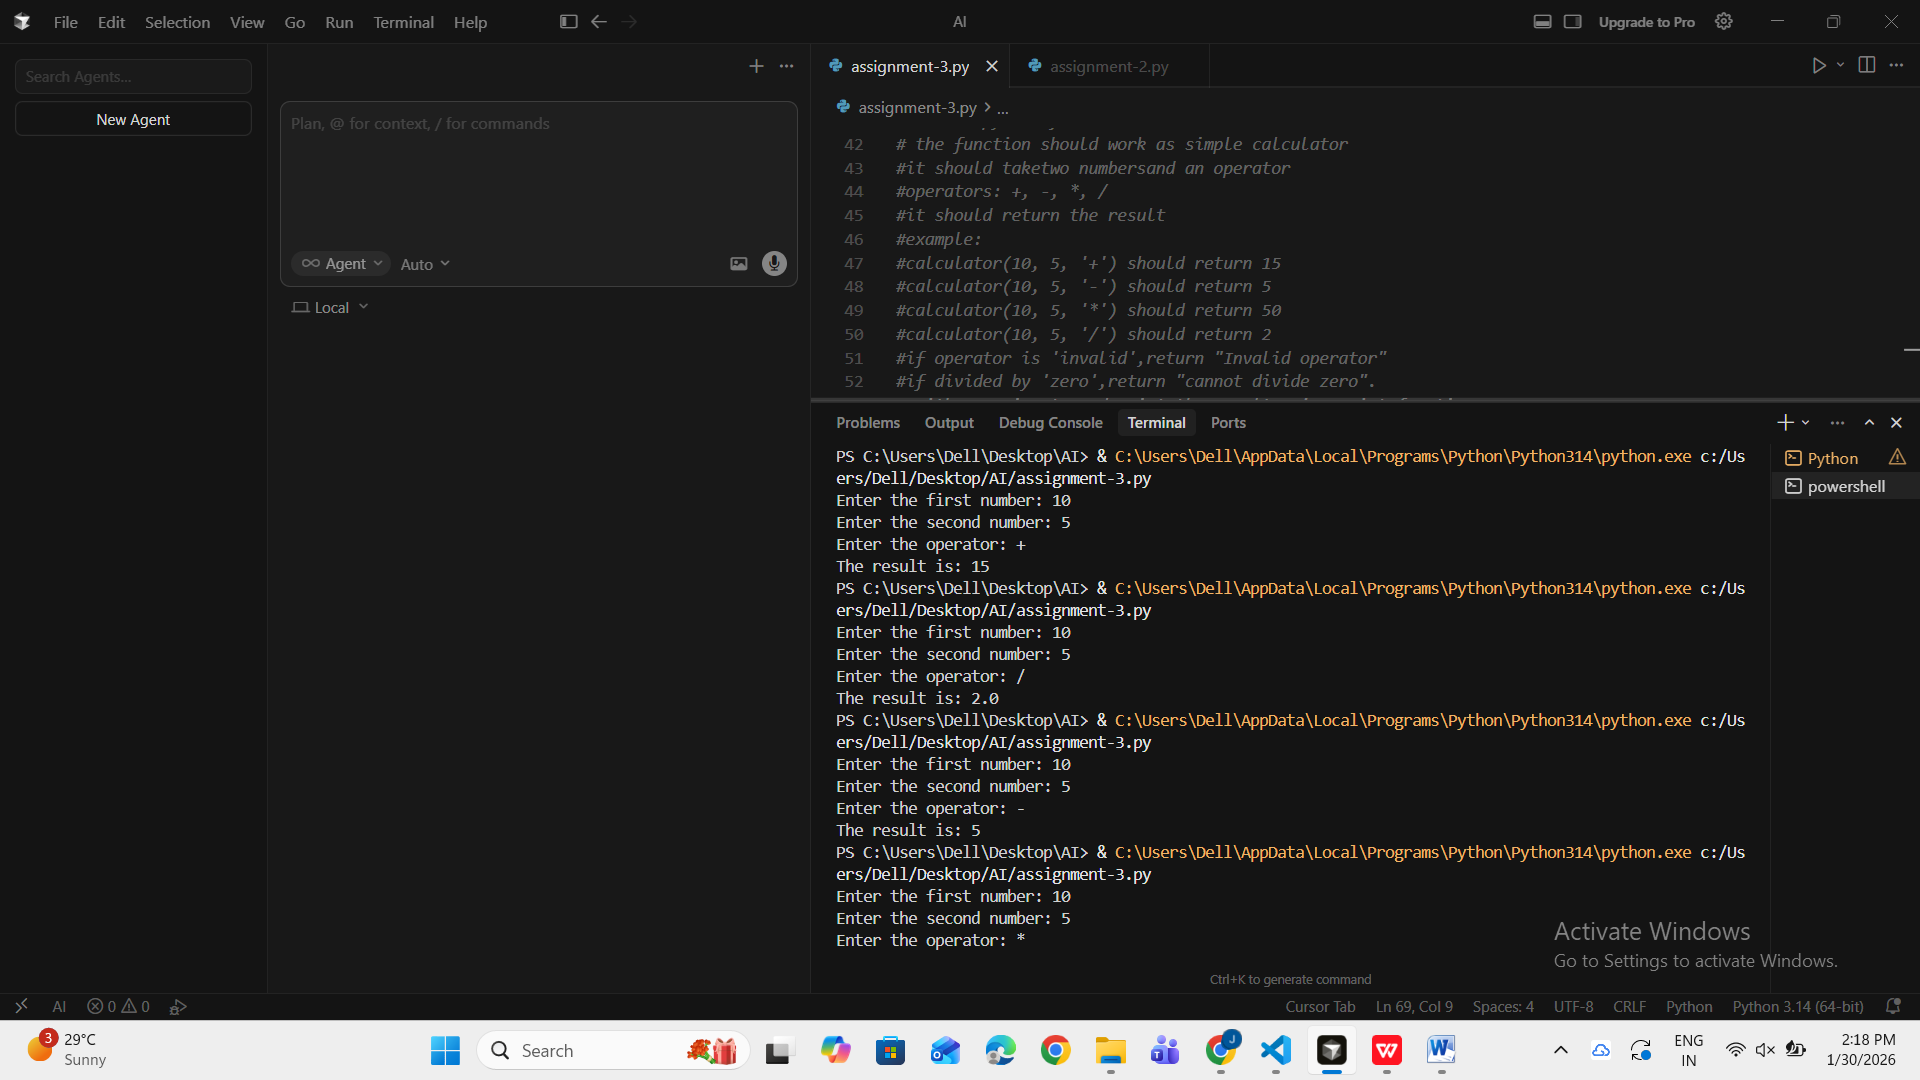 File Edit Selection View Go Run Terminal Help
AI
Upgrade to Pro
Search Agents...
New Agent
Plan, @ for context, / for commands
Agent
Auto
Local
assignment-3.py
assignment-2.py
assignment-3.py > ...
42 # the function should work as simple calculator
43 #it should taketwo numbersand an operator
44 #operators: +, -, *, /
45 #it should return the result
46 #example:
47 #calculator(10, 5, '+') should return 15
48 #calculator(10, 5, '-') should return 5
49 #calculator(10, 5, '*') should return 50
50 #calculator(10, 5, '/') should return 2
51 #if operator is 'invalid',return "Invalid operator"
52 #if divided by 'zero',return "cannot divide zero".
Problems Output Debug Console Terminal Ports
PS C:\Users\Dell\Desktop\AI> & C:\Users\Dell\AppData\Local\Programs\Python\Python314\python.exe c:/Us
ers/Dell/Desktop/AI/assignment-3.py
Enter the first number: 10
Enter the second number: 5
Enter the operator: +
The result is: 15
PS C:\Users\Dell\Desktop\AI> & C:\Users\Dell\AppData\Local\Programs\Python\Python314\python.exe c:/Us
ers/Dell/Desktop/AI/assignment-3.py
Enter the first number: 10
Enter the second number: 5
Enter the operator: /
The result is: 2.0
PS C:\Users\Dell\Desktop\AI> & C:\Users\Dell\AppData\Local\Programs\Python\Python314\python.exe c:/Us
ers/Dell/Desktop/AI/assignment-3.py
Enter the first number: 10
Enter the second number: 5
Enter the operator: -
The result is: 5
PS C:\Users\Dell\Desktop\AI> & C:\Users\Dell\AppData\Local\Programs\Python\Python314\python.exe c:/Us
ers/Dell/Desktop/AI/assignment-3.py
Enter the first number: 10
Enter the second number: 5
Enter the operator: *
Ctrl+K to generate command
Python
powershell
Activate Windows
Go to Settings to activate Windows.
AI 0 0
Cursor Tab Ln 69, Col 9 Spaces: 4 UTF-8 CRLF Python Python 3.14 (64-bit)
3
29°C
Sunny
Search
J
ENG
IN
2:18 PM
1/30/2026